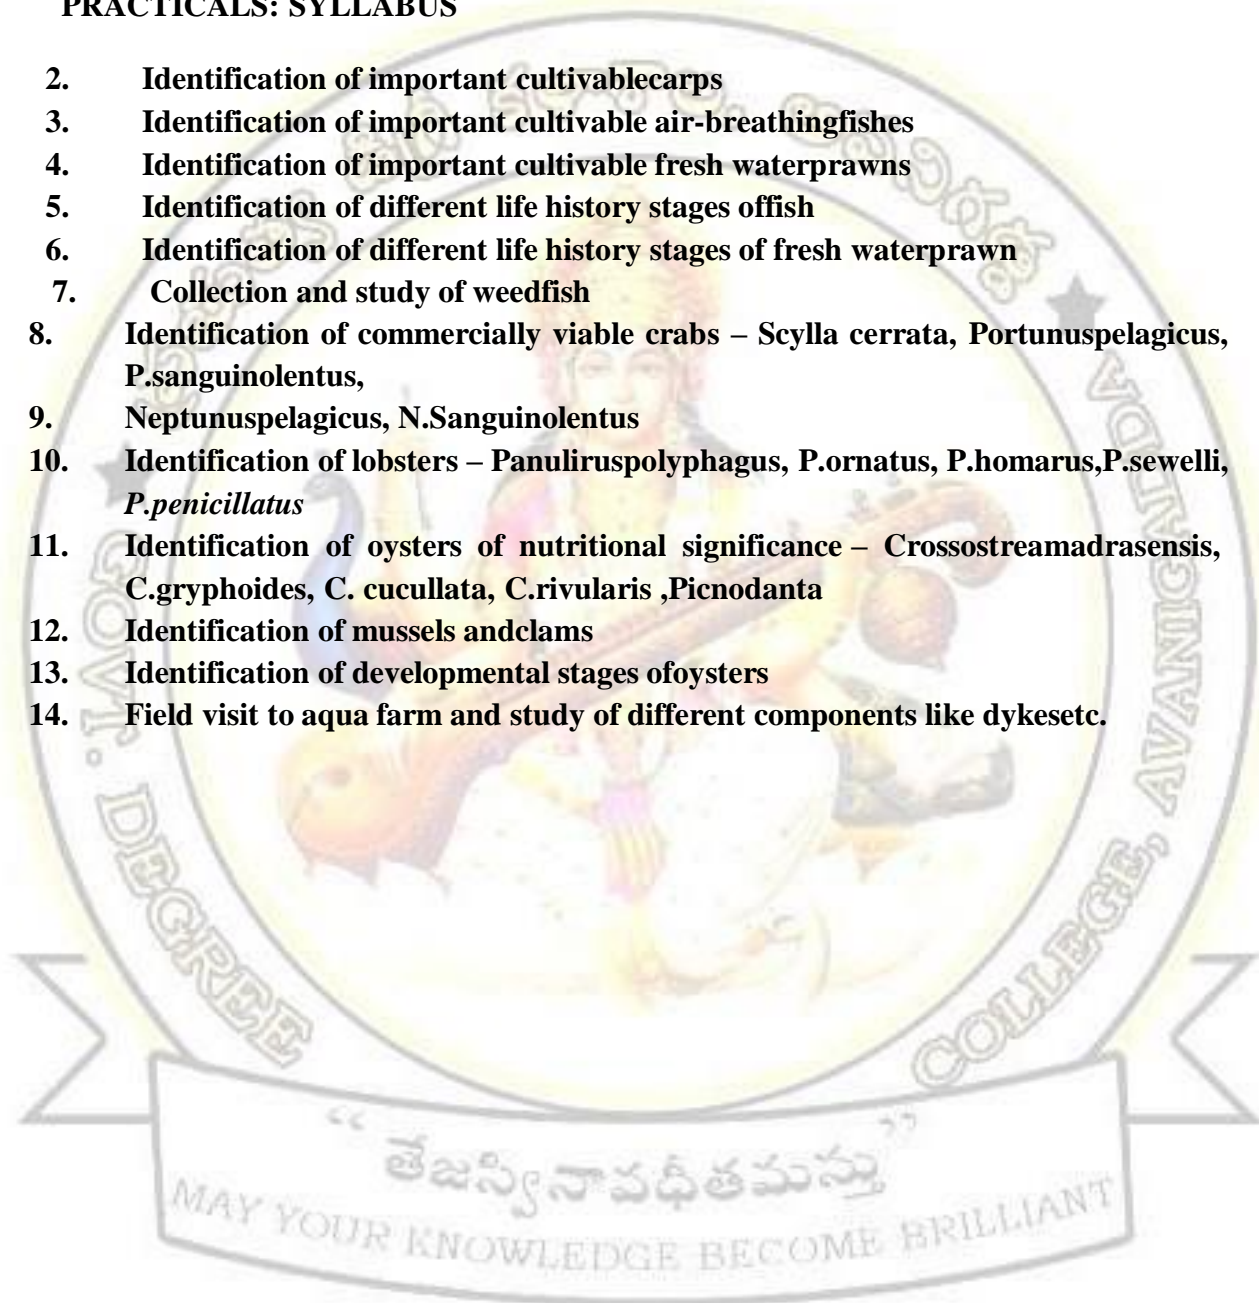 PRACTICALS: SYLLABUS
2. Identification of important cultivablecarps
3. Identification of important cultivable air-breathingfishes
4. Identification of important cultivable fresh waterprawns
5. Identification of different life history stages offish
6. Identification of different life history stages of fresh waterprawn
7. Collection and study of weedfish
8. Identification of commercially viable crabs – Scylla cerrata, Portunuspelagicus,
P.sanguinolentus,
9. Neptunuspelagicus, N.Sanguinolentus
10. Identification of lobsters – Panuliruspolyphagus, P.ornatus, P.homarus,P.sewelli,
P.penicillatus
11. Identification of oysters of nutritional significance – Crossostreamadrasensis,
C.gryphoides, C. cucullata, C.rivularis ,Picnodanta
12. Identification of mussels andclams
13. Identification of developmental stages ofoysters
14. Field visit to aqua farm and study of different components like dykesetc.
GOVT. DEGREE COLLEGE, AVANIGADDA
“ తేజస్వినావధీతమస్తు ”
MAY YOUR KNOWLEDGE BECOME BRILLIANT